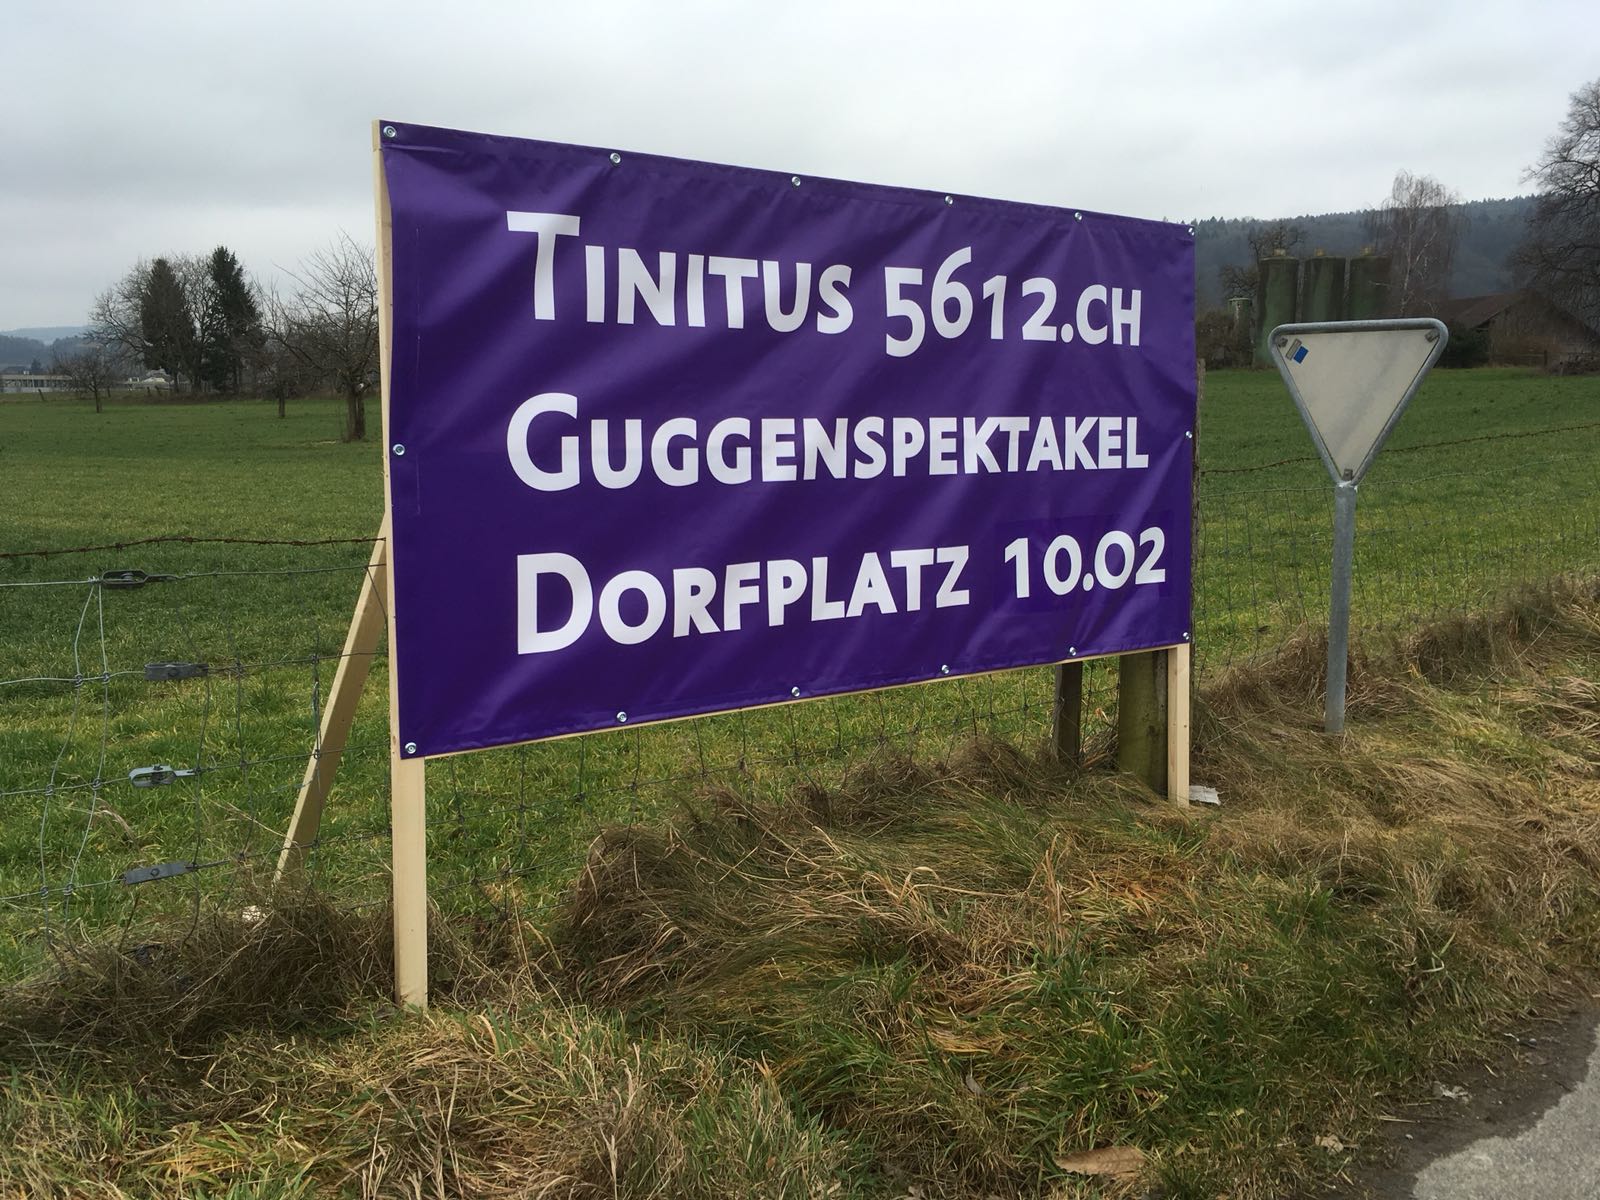 Tinitus 5612.ch
Guggenspektakel
Dorfplatz 10.02